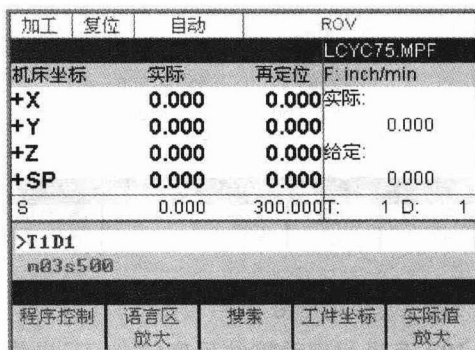 加工 复位 自动 ROV
LCYC75.MPF
机床坐标 实际 再定位 F: inch/min
+X 0.000 0.000 实际:
+Y 0.000 0.000
+Z 0.000 0.000 给定:
+SP 0.000 0.000 0.000
S 0.000 300.000 T: 1 D: 1
>T1D1
m03s500
程序控制 语言区放大 搜索 工件坐标 实际值放大